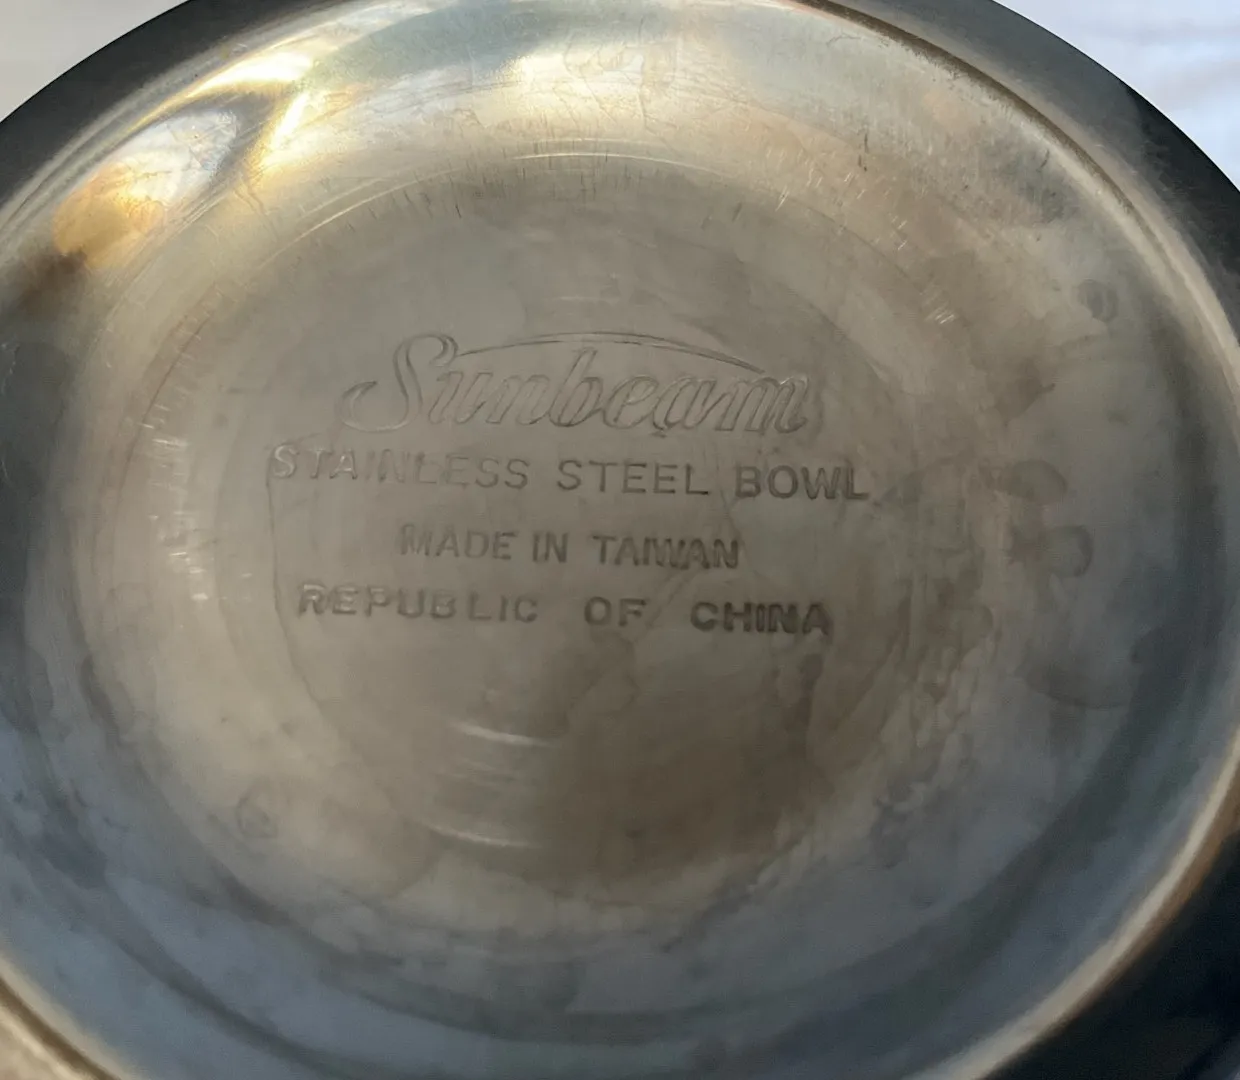 Sunbeam
STAINLESS STEEL BOWL
MADE IN TAIWAN
REPUBLIC OF CHINA